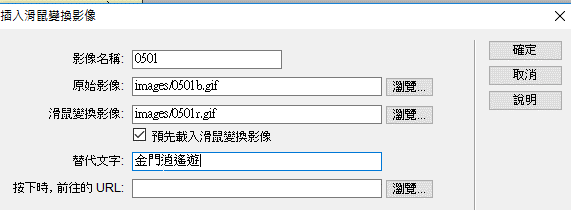 插入滑鼠變換影像
影像名稱: 0501
確定
原始影像: images/0501b.gif 瀏覽...
取消
滑鼠變換影像: images/0501r.gif 瀏覽...
說明
預先載入滑鼠變換影像
替代文字: 金門逍遙遊
按下時，前往的 URL: 瀏覽...